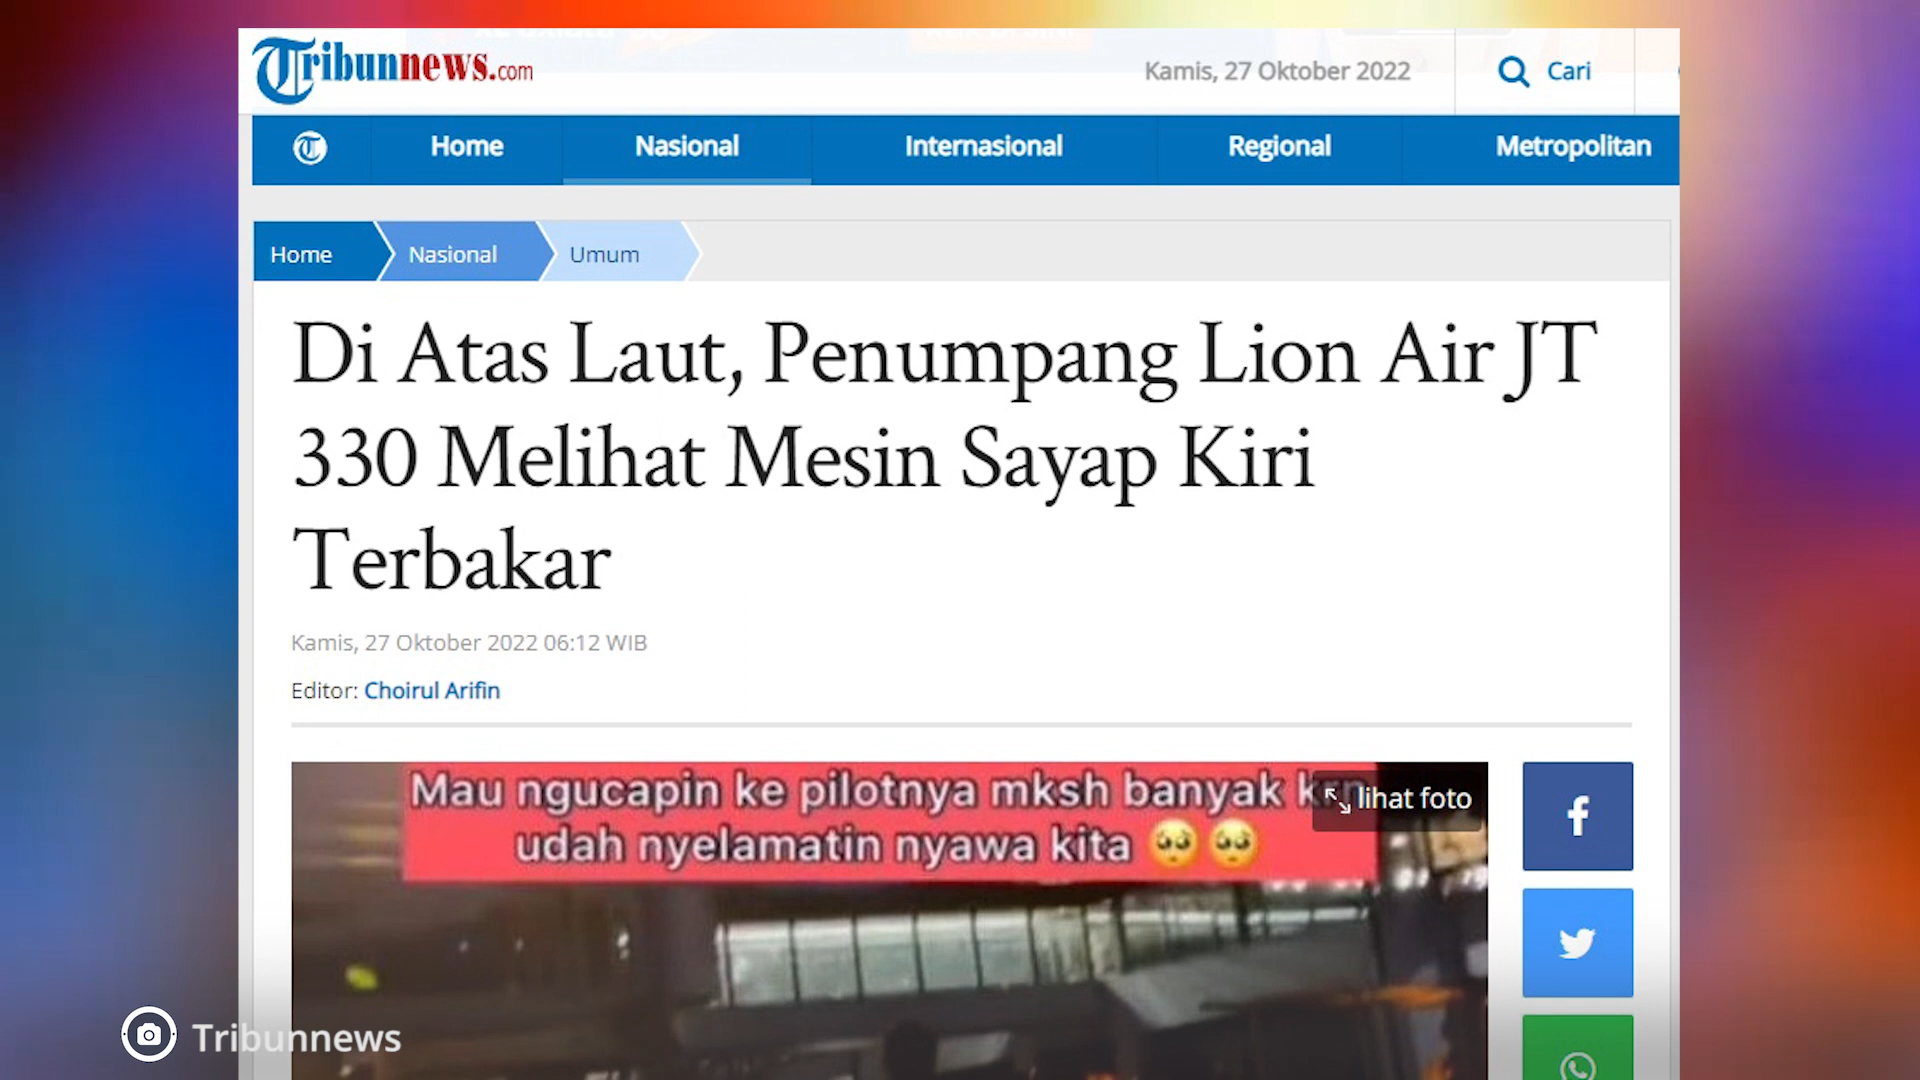 Tribunnews.com
Kamis, 27 Oktober 2022
Cari
Home
Nasional
Internasional
Regional
Metropolitan
Home
Nasional
Umum
Di Atas Laut, Penumpang Lion Air JT
330 Melihat Mesin Sayap Kiri
Terbakar
Kamis, 27 Oktober 2022 06:12 WIB
Editor: Choirul Arifin
Mau ngucapin ke pilotnya mksh banyak
lihat foto
udah nyelamatin nyawa kita 🥺🥺
Tribunnews